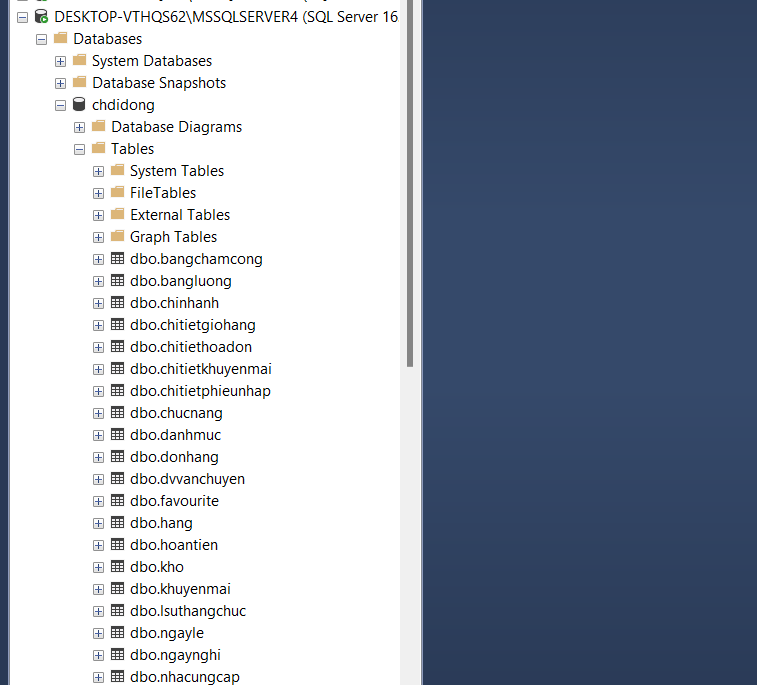 DESKTOP-VTHQS62\MSSQLSERVER4 (SQL Server 16
Databases
System Databases
Database Snapshots
chdidong
Database Diagrams
Tables
System Tables
FileTables
External Tables
Graph Tables
dbo.bangchamcong
dbo.bangluong
dbo.chinhanh
dbo.chitietgiohang
dbo.chitiethoadon
dbo.chitietkhuyenmai
dbo.chitietphieunhap
dbo.chucnang
dbo.danhmuc
dbo.donhang
dbo.dvvanchuyen
dbo.favourite
dbo.hang
dbo.hoantien
dbo.kho
dbo.khuyenmai
dbo.lsuthangchuc
dbo.ngayle
dbo.ngaynghi
dbo.nhacungcap